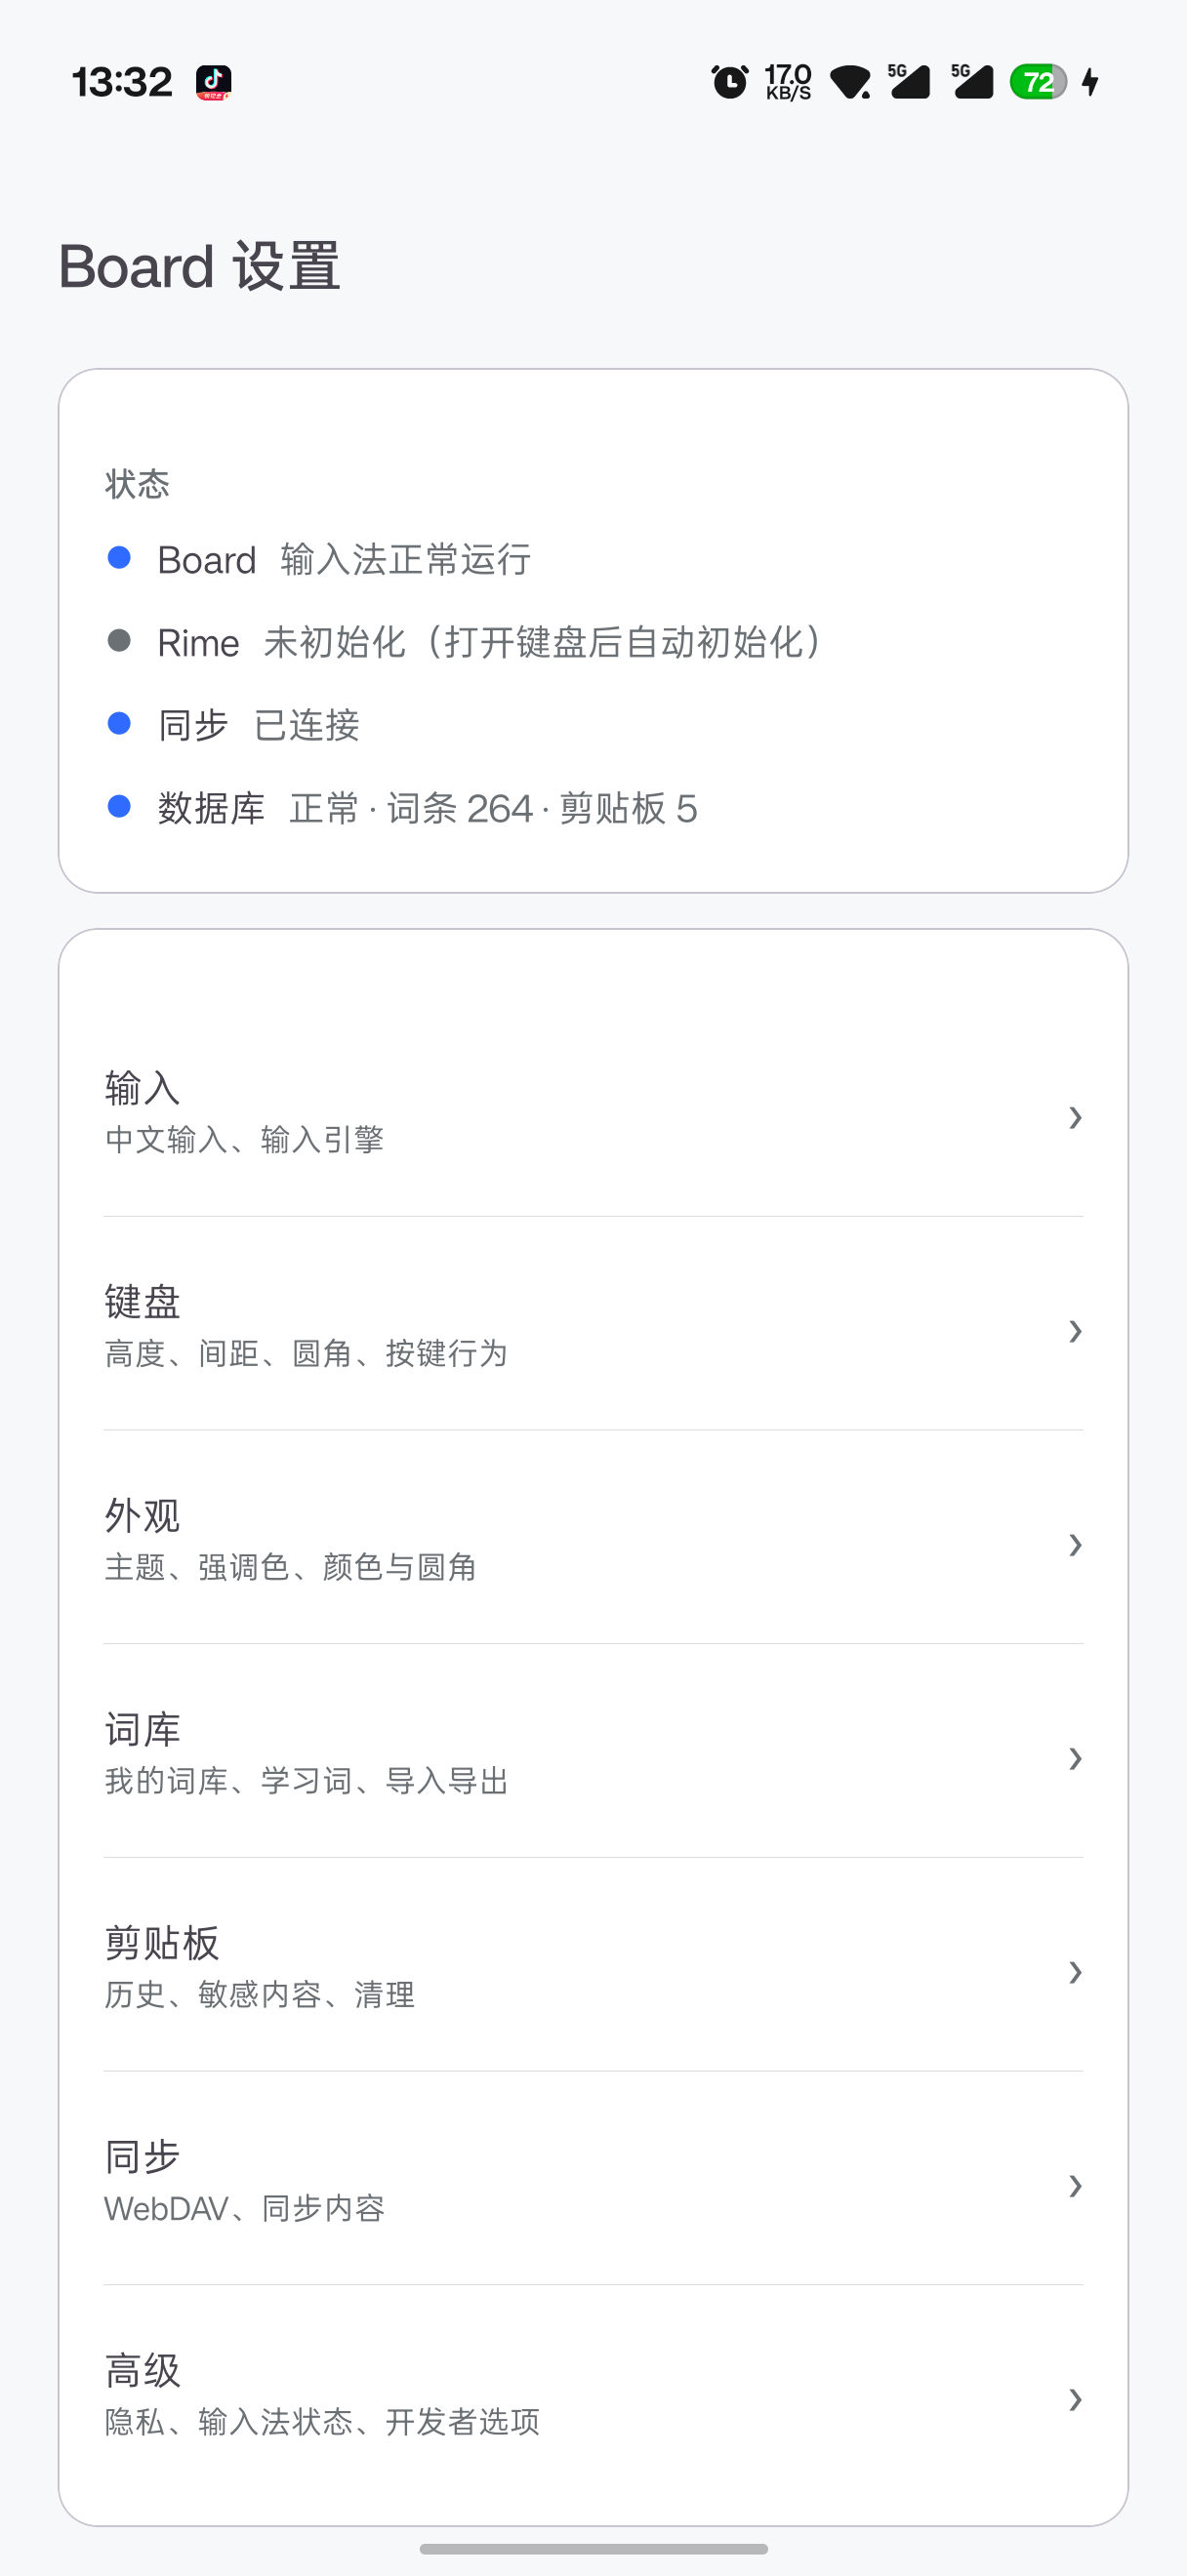 13:32
17.0
KB/S
5G
5G
72
Board 设置
状态
Board 输入法正常运行
Rime 未初始化（打开键盘后自动初始化）
同步 已连接
数据库 正常 · 词条 264 · 剪贴板 5
输入
中文输入、输入引擎
键盘
高度、间距、圆角、按键行为
外观
主题、强调色、颜色与圆角
词库
我的词库、学习词、导入导出
剪贴板
历史、敏感内容、清理
同步
WebDAV、同步内容
高级
隐私、输入法状态、开发者选项